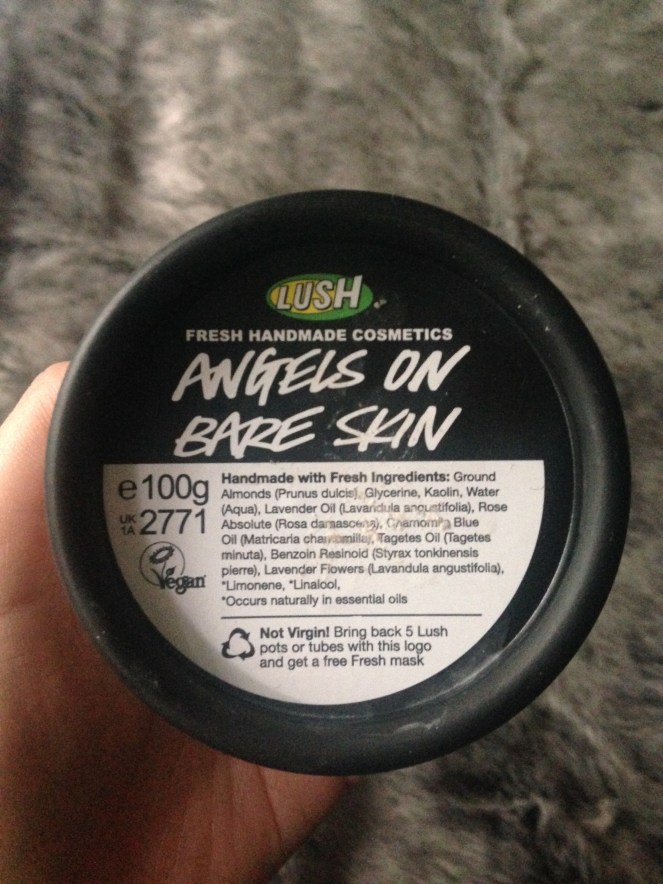 LUSH
FRESH HANDMADE COSMETICS
ANGELS ON
BARE SKIN
e100g
UK
1A 2771
Vegan
Handmade with Fresh Ingredients: Ground
Almonds (Prunus dulcis), Glycerine, Kaolin, Water
(Aqua), Lavender Oil (Lavandula angustifolia), Rose
Absolute (Rosa damascena), Chamomile Blue
Oil (Matricaria chamomilla), Tagetes Oil (Tagetes
minuta), Benzoin Resinoid (Styrax tonkinensis
pierre), Lavender Flowers (Lavandula angustifolia),
*Limonene, *Linalool,
*Occurs naturally in essential oils
Not Virgin! Bring back 5 Lush
pots or tubes with this logo
and get a free Fresh mask